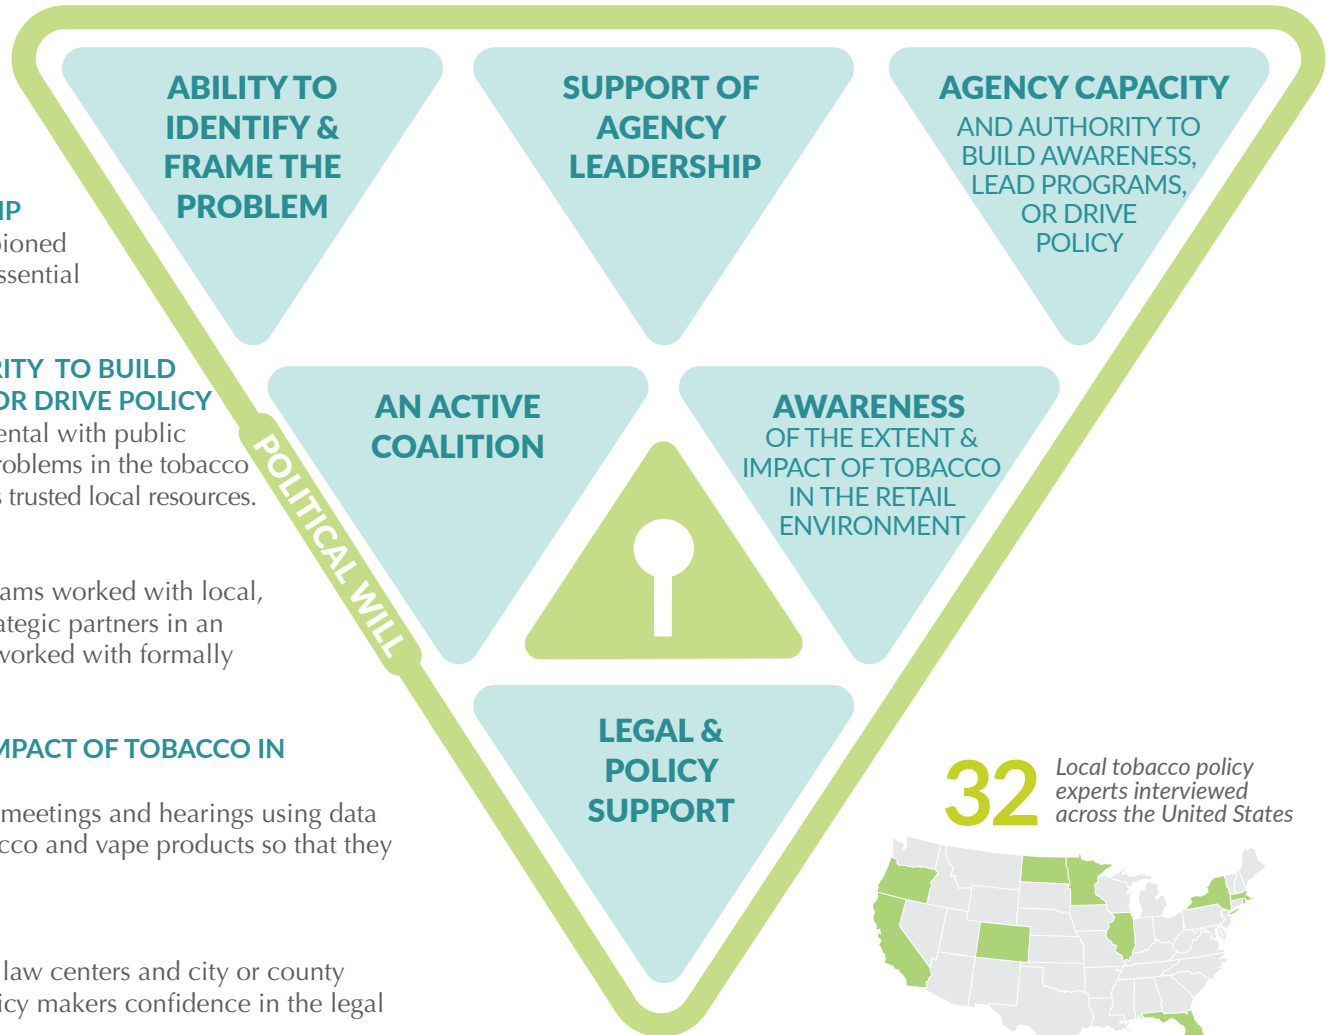 ABILITY TO
IDENTIFY &
FRAME THE
PROBLEM
SUPPORT OF
AGENCY
LEADERSHIP
AGENCY CAPACITY
AND AUTHORITY TO
BUILD AWARENESS,
LEAD PROGRAMS,
OR DRIVE
POLICY
AN ACTIVE
COALITION
AWARENESS
OF THE EXTENT &
IMPACT OF TOBACCO
IN THE RETAIL
ENVIRONMENT
POLITICAL WILL
LEGAL &
POLICY
SUPPORT
IP
ioned
ssential
RITY TO BUILD
OR DRIVE POLICY
ental with public
roblems in the tobacco
s trusted local resources.
ams worked with local,
ategic partners in an
worked with formally
MPACT OF TOBACCO IN
meetings and hearings using data
cco and vape products so that they
law centers and city or county
icy makers confidence in the legal
32
Local tobacco policy
experts interviewed
across the United States